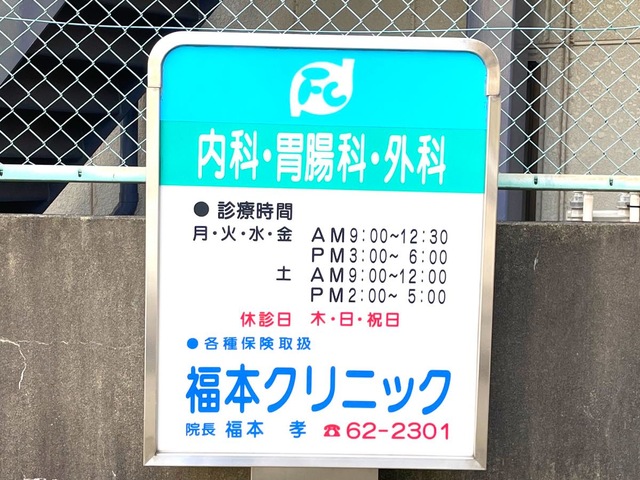 FC
内科・胃腸科・外科
● 診療時間
月・火・水・金 AM9:00~12:30
PM3:00~ 6:00
土 AM9:00~12:00
PM2:00~ 5:00
休診日 木・日・祝日
● 各種保険取扱
福本クリニック
院長 福本 孝 ☎62-2301